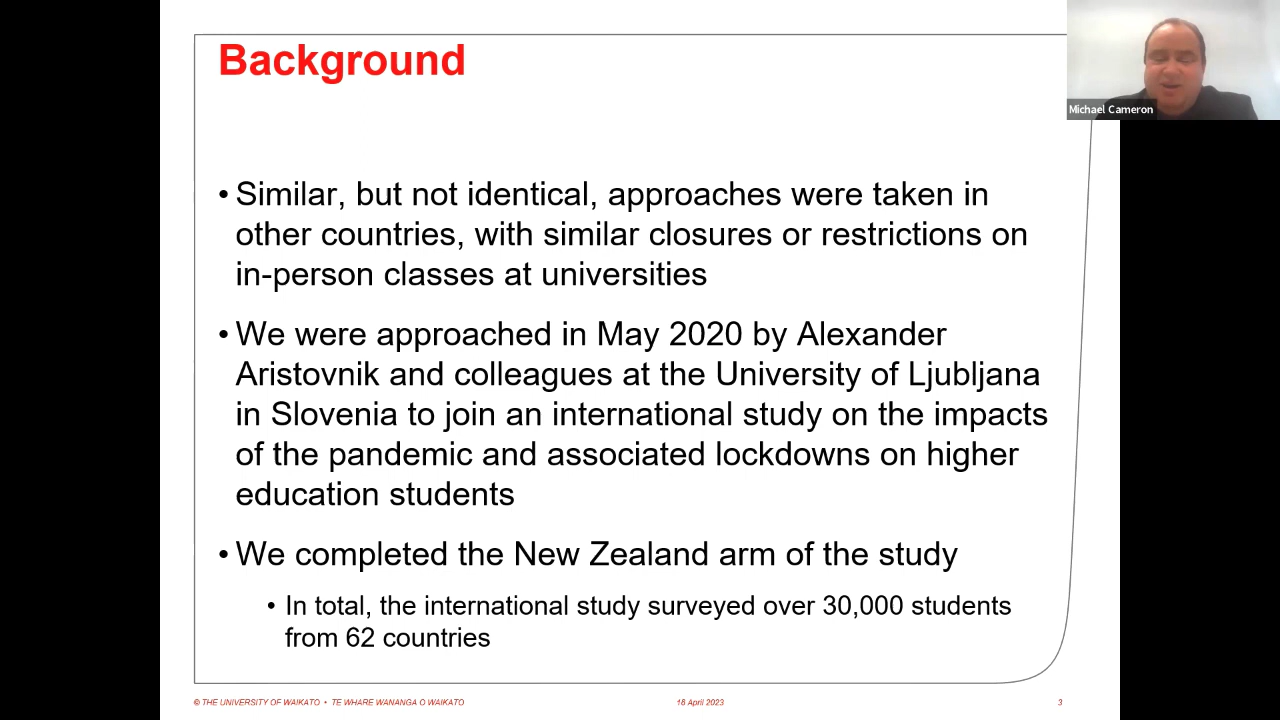 Background
Michael Cameron
• Similar, but not identical, approaches were taken in
other countries, with similar closures or restrictions on
in-person classes at universities
• We were approached in May 2020 by Alexander
Aristovnik and colleagues at the University of Ljubljana
in Slovenia to join an international study on the impacts
of the pandemic and associated lockdowns on higher
education students
• We completed the New Zealand arm of the study
• In total, the international study surveyed over 30,000 students
from 62 countries
© THE UNIVERSITY OF WAIKATO • TE WHARE WANANGA O WAIKATO
18 April 2023
3